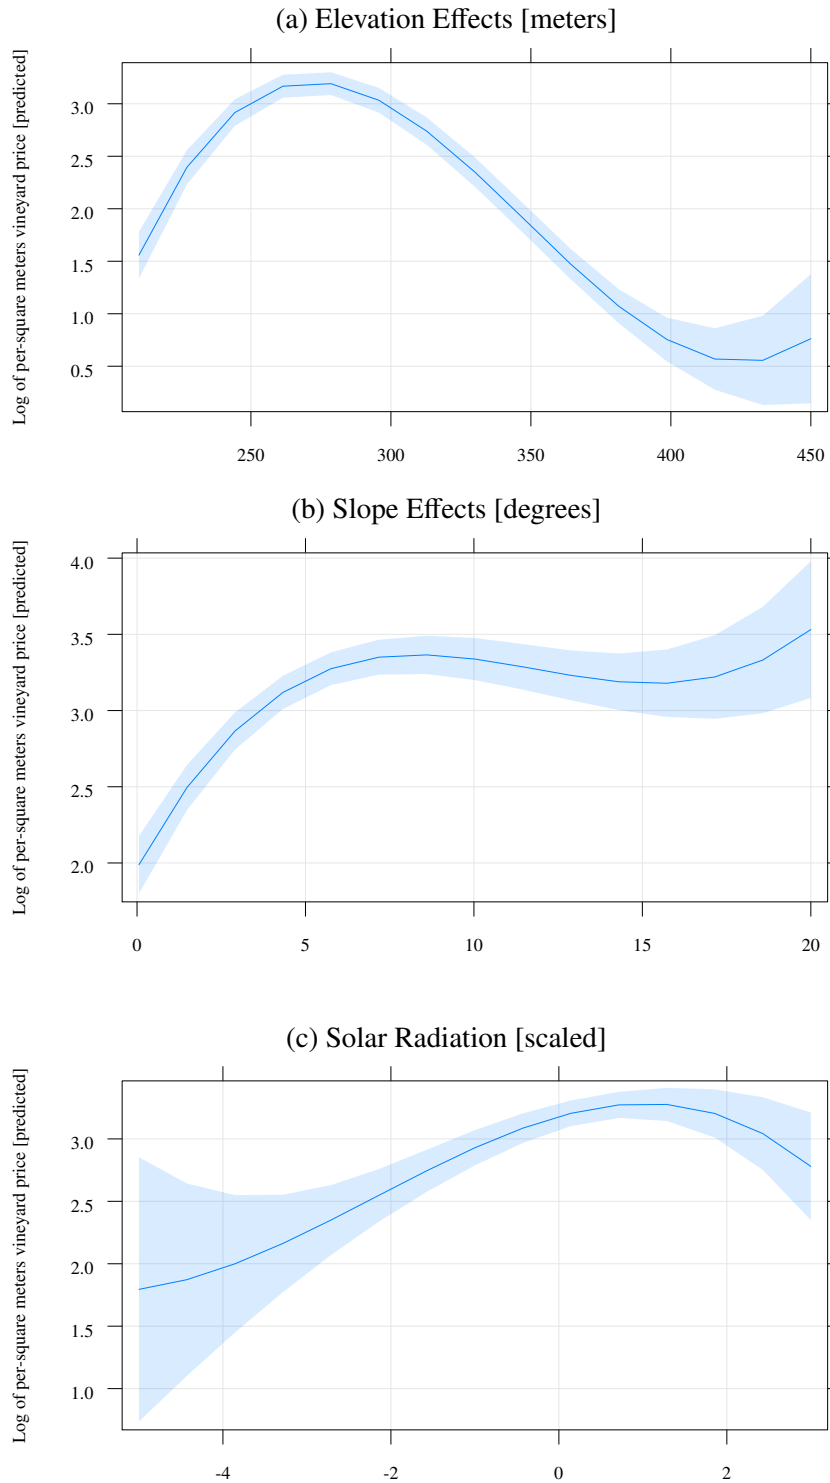 (a) Elevation Effects [meters]
Log of per-square meters vineyard price [predicted]
3.0
2.5
2.0
1.5
1.0
0.5
250 300 350 400 450
(b) Slope Effects [degrees]
Log of per-square meters vineyard price [predicted]
4.0
3.5
3.0
2.5
2.0
0 5 10 15 20
(c) Solar Radiation [scaled]
Log of per-square meters vineyard price [predicted]
3.0
2.5
2.0
1.5
1.0
-4 -2 0 2